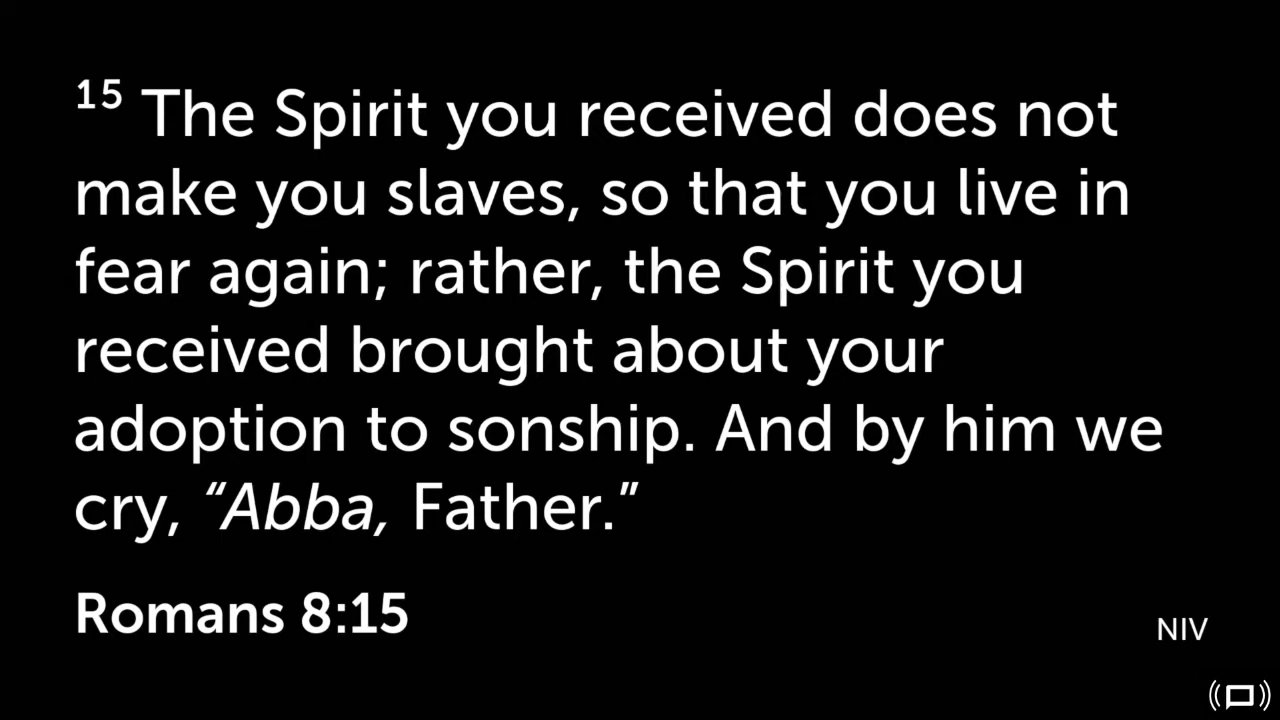 15 The Spirit you received does not
make you slaves, so that you live in
fear again; rather, the Spirit you
received brought about your
adoption to sonship. And by him we
cry, “Abba, Father.”
Romans 8:15
NIV